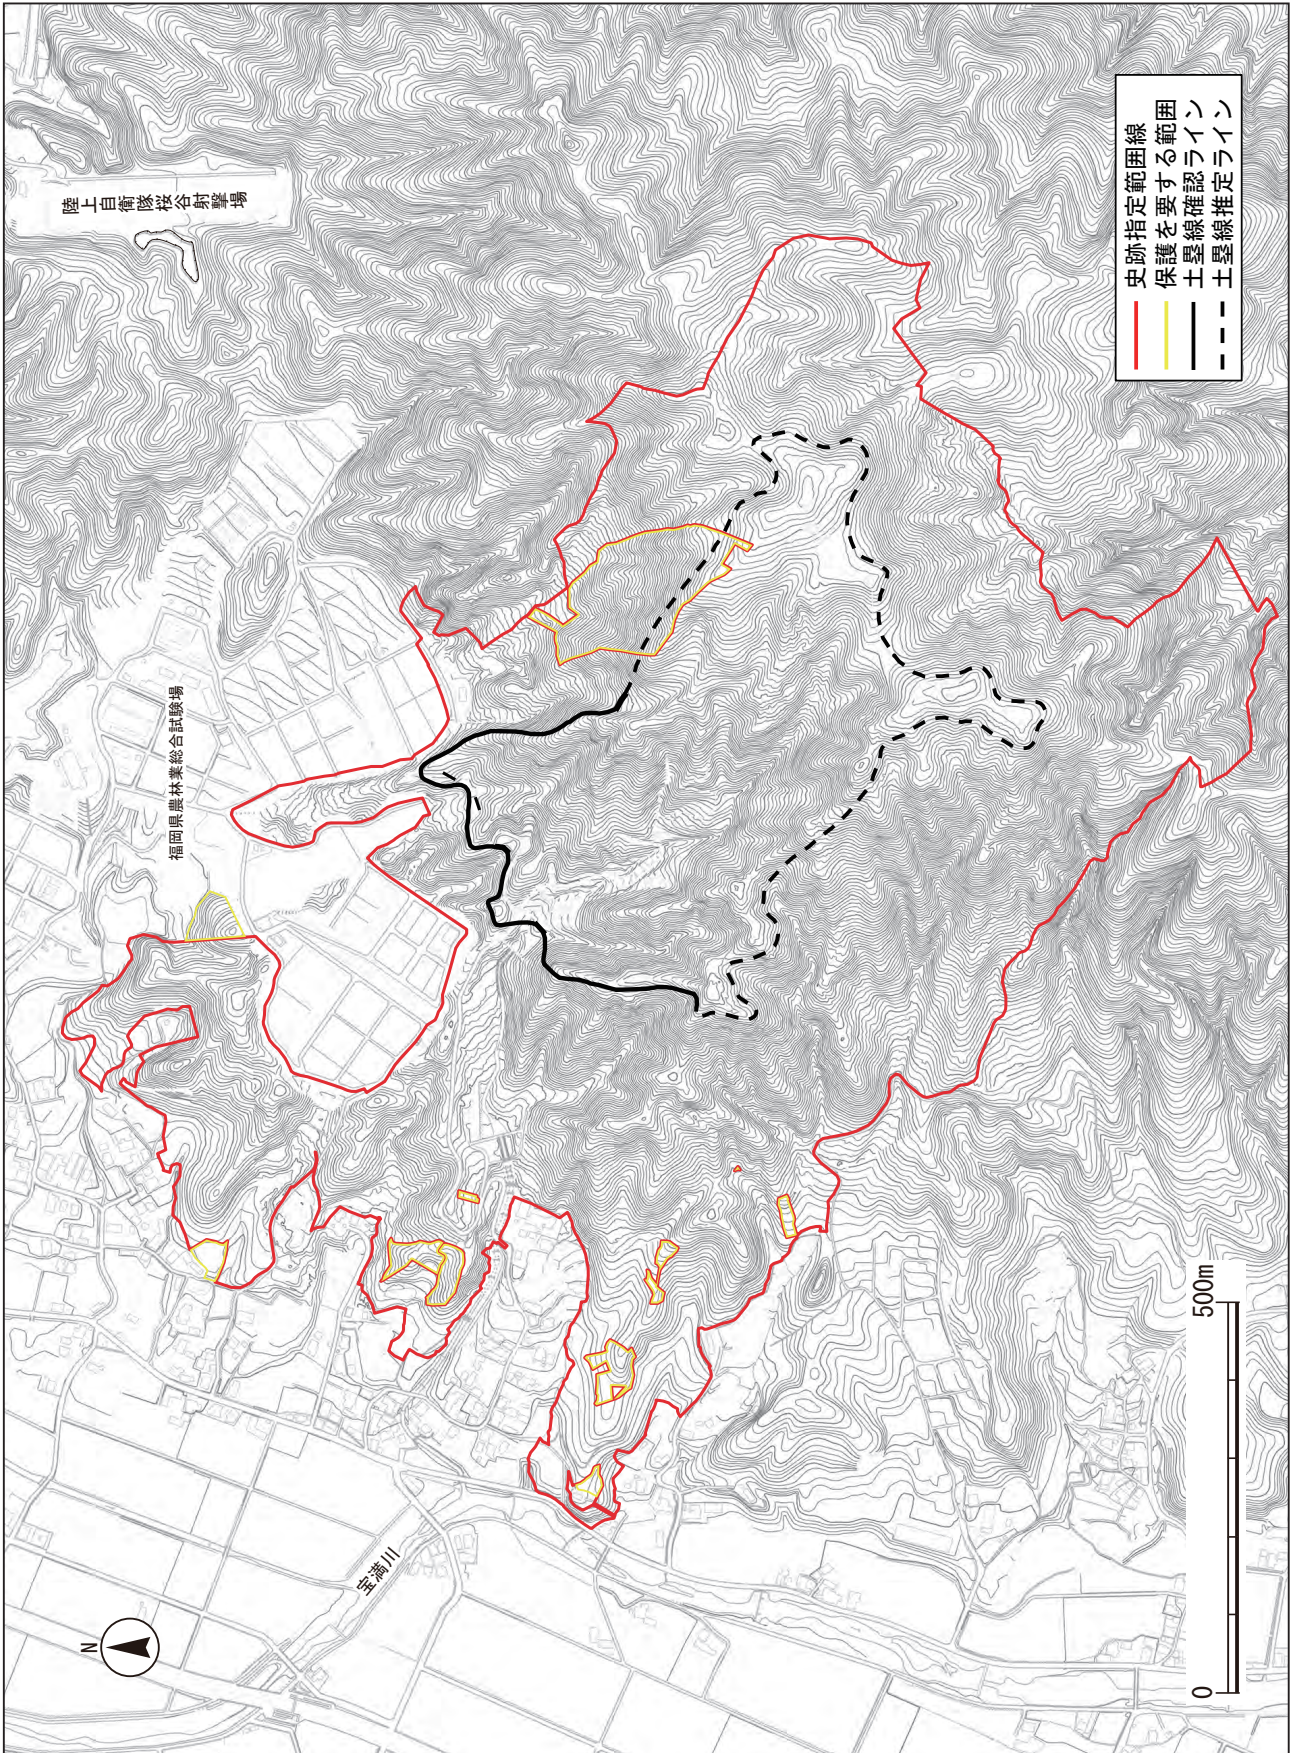 陸上自衛隊桜谷射撃場
福岡県農林業総合試験場
宝満川
N
史跡指定範囲線
保護を要する範囲
土塁線確認ライン
土塁線推定ライン
0
500m